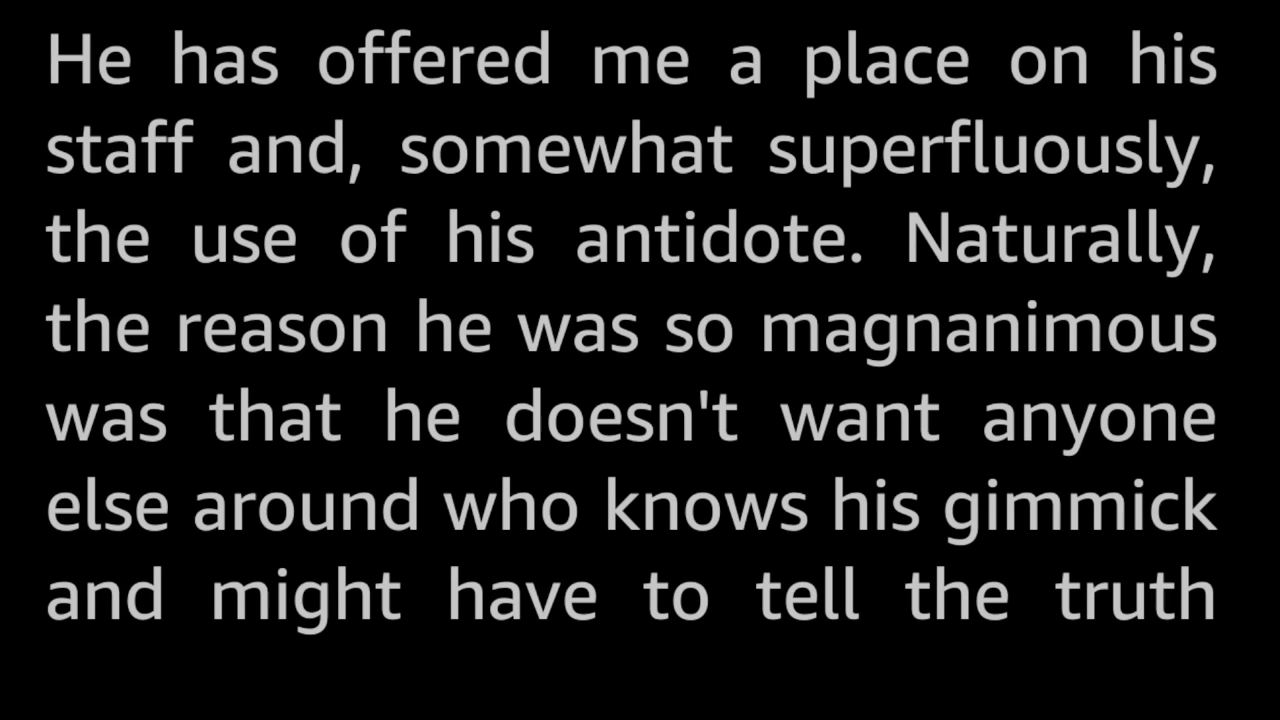 He has offered me a place on his
staff and, somewhat superfluously,
the use of his antidote. Naturally,
the reason he was so magnanimous
was that he doesn't want anyone
else around who knows his gimmick
and might have to tell the truth